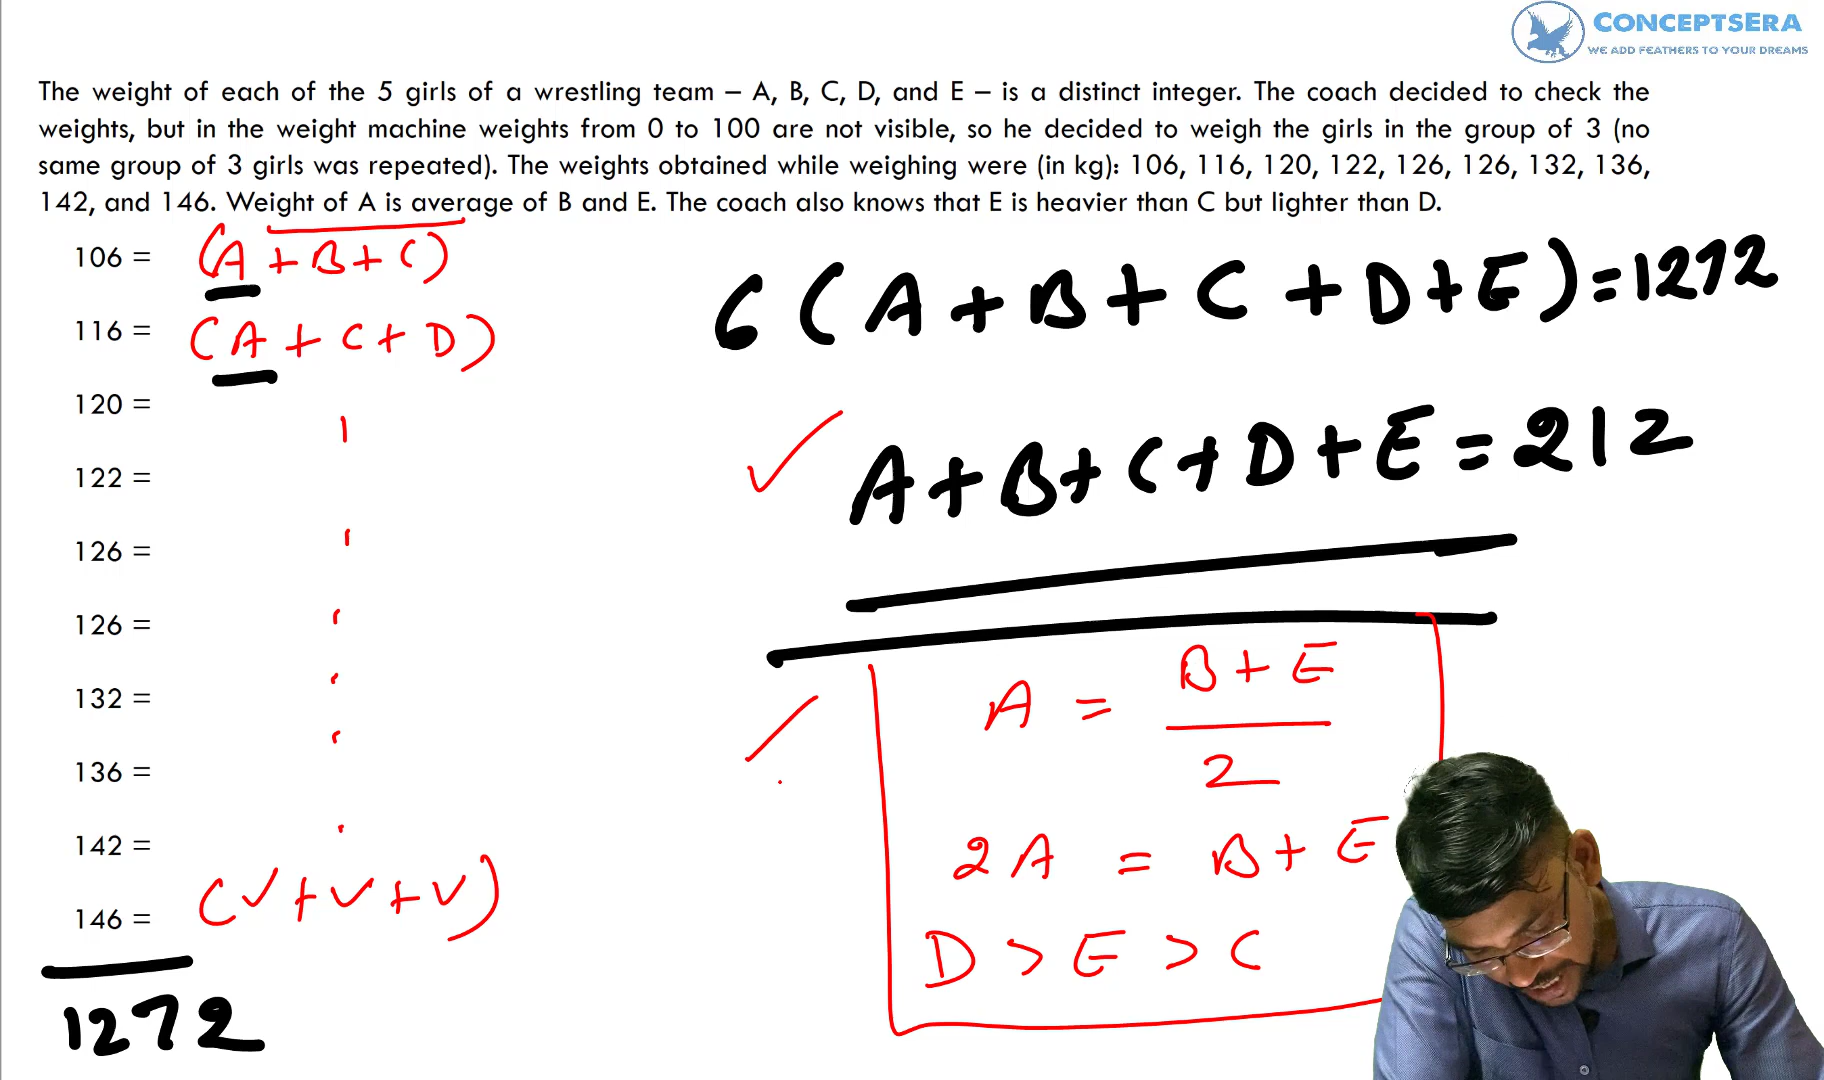 CONCEPTSERA
WE ADD FEATHERS TO YOUR DREAMS
The weight of each of the 5 girls of a wrestling team – A, B, C, D, and E – is a distinct integer. The coach decided to check the
weights, but in the weight machine weights from 0 to 100 are not visible, so he decided to weigh the girls in the group of 3 (no
same group of 3 girls was repeated). The weights obtained while weighing were (in kg): 106, 116, 120, 122, 126, 126, 132, 136,
142, and 146. Weight of A is average of B and E. The coach also knows that E is heavier than C but lighter than D.
106 = (A + B + C)
116 = (A + C + D)
120 =
122 =
126 =
126 =
132 =
136 =
142 =
146 = (✓ + ✓ + ✓)
1272
6 (A + B + C + D + E) = 1272
✓ A + B + C + D + E = 212
A = B + E
2
2A = B + E
D > E > C